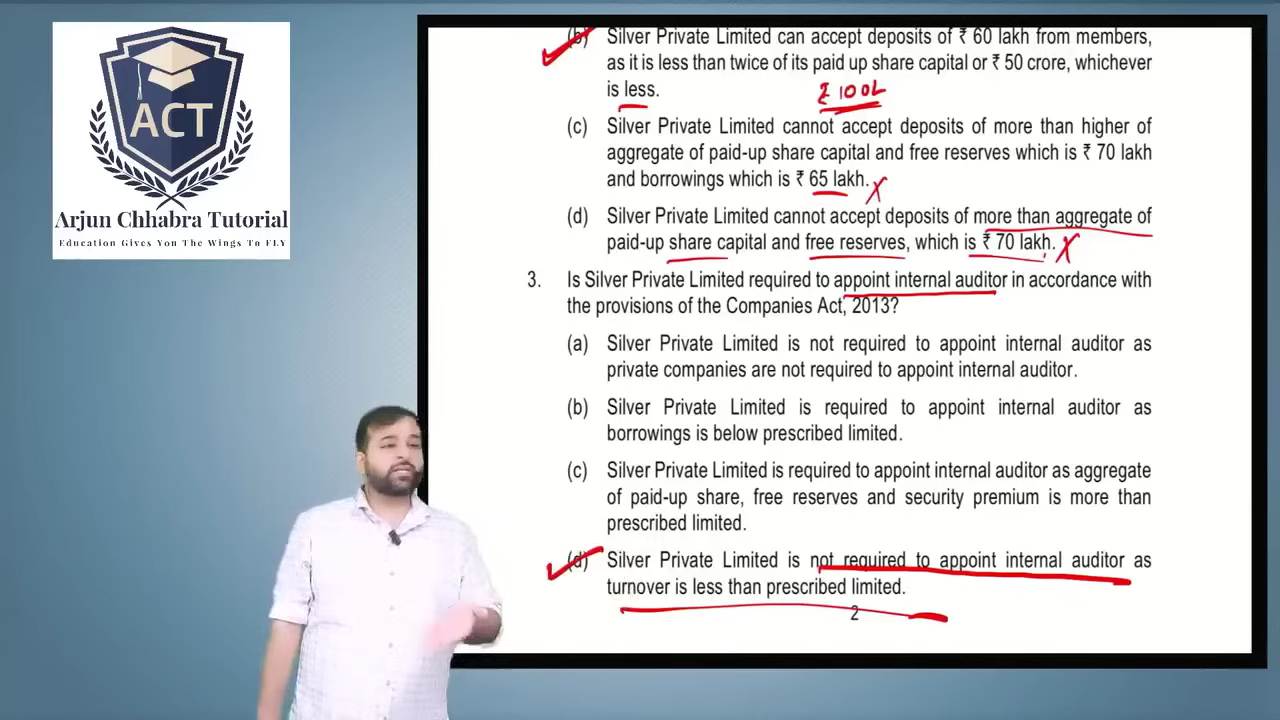 ACT
Arjun Chhabra Tutorial
Education Gives You The Wings To FLY
(b) Silver Private Limited can accept deposits of ₹ 60 lakh from members,
as it is less than twice of its paid up share capital or ₹ 50 crore, whichever
is less.
₹ 100L
(c) Silver Private Limited cannot accept deposits of more than higher of
aggregate of paid-up share capital and free reserves which is ₹ 70 lakh
and borrowings which is ₹ 65 lakh. X
(d) Silver Private Limited cannot accept deposits of more than aggregate of
paid-up share capital and free reserves, which is ₹ 70 lakh. X
3. Is Silver Private Limited required to appoint internal auditor in accordance with
the provisions of the Companies Act, 2013?
(a) Silver Private Limited is not required to appoint internal auditor as
private companies are not required to appoint internal auditor.
(b) Silver Private Limited is required to appoint internal auditor as
borrowings is below prescribed limited.
(c) Silver Private Limited is required to appoint internal auditor as aggregate
of paid-up share, free reserves and security premium is more than
prescribed limited.
(d) Silver Private Limited is not required to appoint internal auditor as
turnover is less than prescribed limited.
2